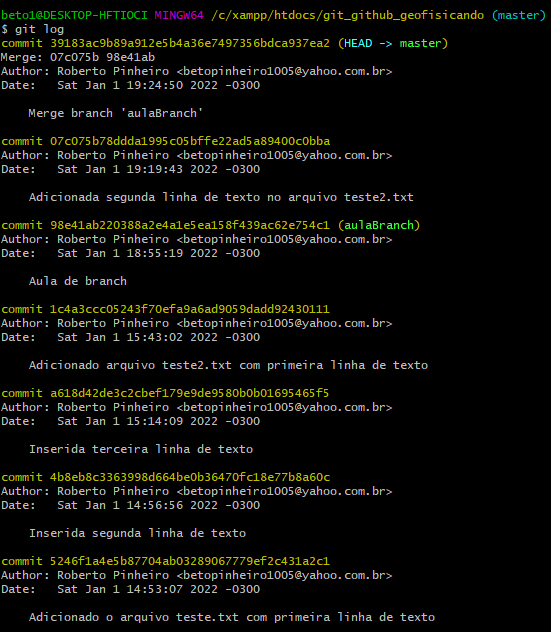 beto1@DESKTOP-HFTIOCI MINGW64 /c/xampp/htdocs/git_github_geofisicando (master)
$ git log
commit 39183ac9b89a912e5b4a36e7497356bdca937ea2 (HEAD -> master)
Merge: 07c075b 98e41ab
Author: Roberto Pinheiro <betopinheiro1005@yahoo.com.br>
Date:   Sat Jan 1 19:24:50 2022 -0300
Merge branch 'aulaBranch'
commit 07c075b78ddda1995c05bffe22ad5a89400c0bba
Author: Roberto Pinheiro <betopinheiro1005@yahoo.com.br>
Date:   Sat Jan 1 19:19:43 2022 -0300
Adicionada segunda linha de texto no arquivo teste2.txt
commit 98e41ab220388a2e4a1e5ea158f439ac62e754c1 (aulaBranch)
Author: Roberto Pinheiro <betopinheiro1005@yahoo.com.br>
Date:   Sat Jan 1 18:55:19 2022 -0300
Aula de branch
commit 1c4a3ccc05243f70efa9a6ad9059dadd92430111
Author: Roberto Pinheiro <betopinheiro1005@yahoo.com.br>
Date:   Sat Jan 1 15:43:02 2022 -0300
Adicionado arquivo teste2.txt com primeira linha de texto
commit a618d42de3c2cbef179e9de9580b0b01695465f5
Author: Roberto Pinheiro <betopinheiro1005@yahoo.com.br>
Date:   Sat Jan 1 15:14:09 2022 -0300
Inserida terceira linha de texto
commit 4b8eb8c3363998d664be0b36470fc18e77b8a60c
Author: Roberto Pinheiro <betopinheiro1005@yahoo.com.br>
Date:   Sat Jan 1 14:56:56 2022 -0300
Inserida segunda linha de texto
commit 5246f1a4e5b87704ab03289067779ef2c431a2c1
Author: Roberto Pinheiro <betopinheiro1005@yahoo.com.br>
Date:   Sat Jan 1 14:53:07 2022 -0300
Adicionado o arquivo teste.txt com primeira linha de texto